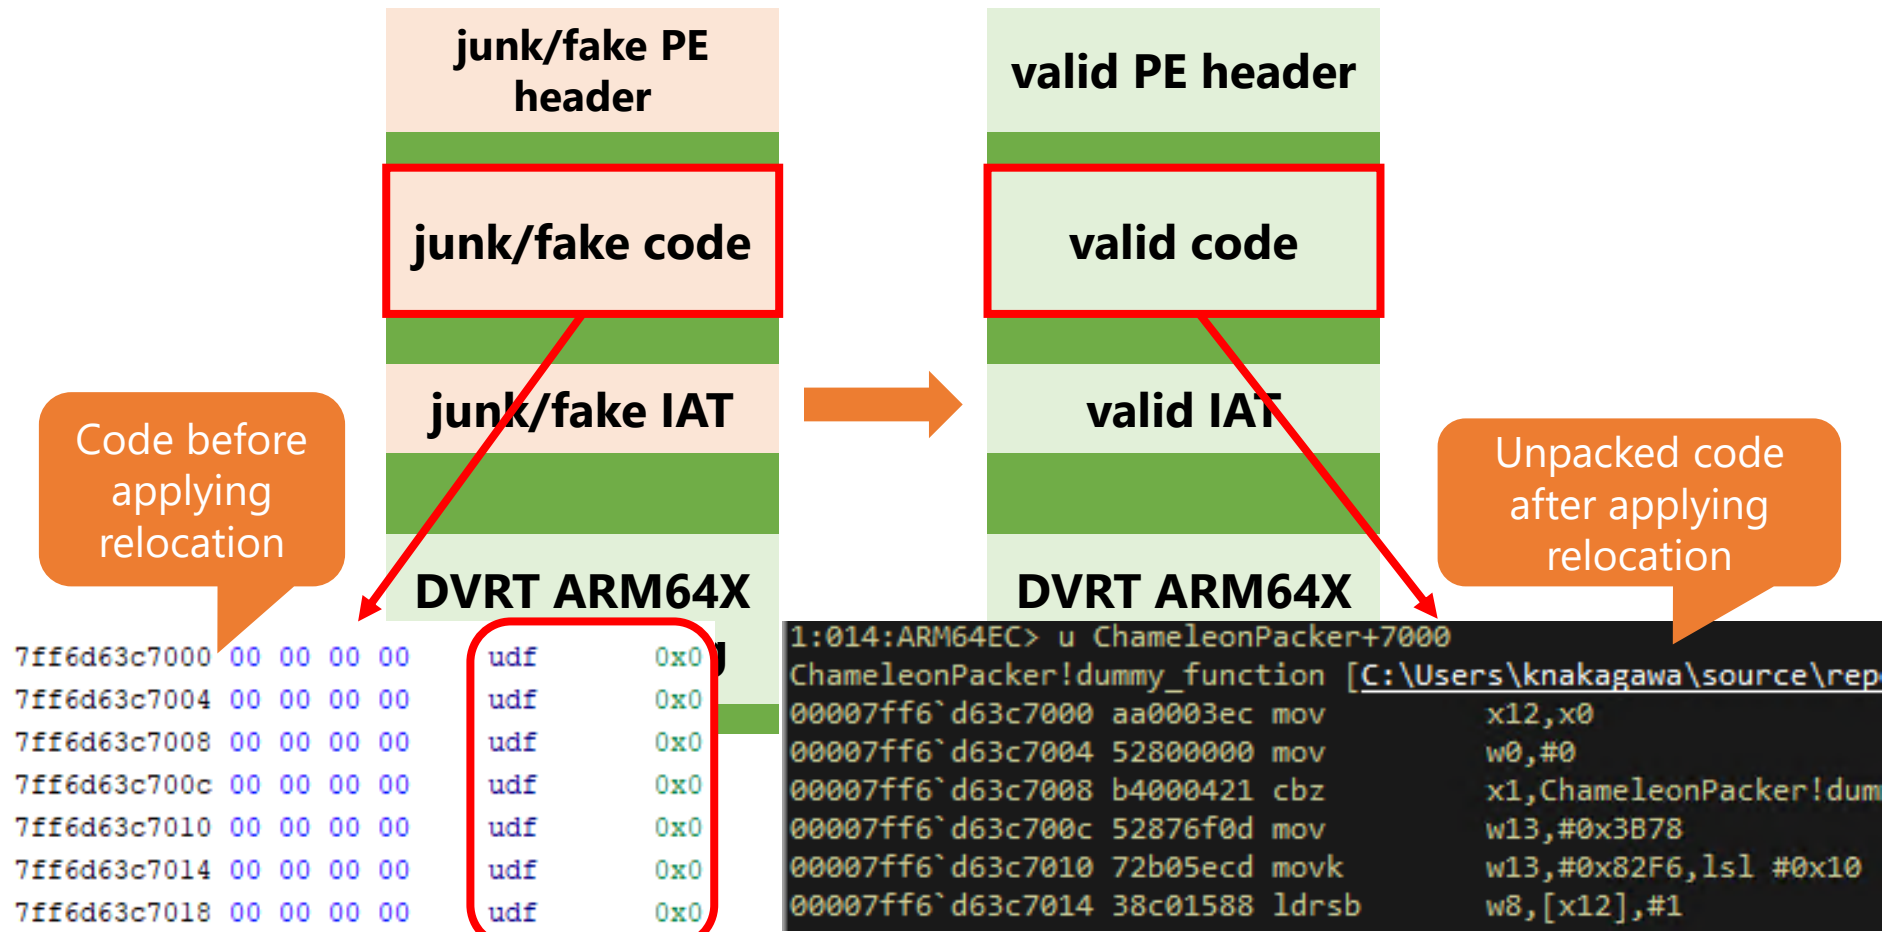 junk/fake PE
header
valid PE header
junk/fake code
valid code
junk/fake IAT
valid IAT
Code before
applying
relocation
Unpacked code
after applying
relocation
DVRT ARM64X
DVRT ARM64X
7ff6d63c7000 00 00 00 00 udf 0x0
7ff6d63c7004 00 00 00 00 udf 0x0
7ff6d63c7008 00 00 00 00 udf 0x0
7ff6d63c700c 00 00 00 00 udf 0x0
7ff6d63c7010 00 00 00 00 udf 0x0
7ff6d63c7014 00 00 00 00 udf 0x0
7ff6d63c7018 00 00 00 00 udf 0x0
1:014:ARM64EC> u ChameleonPacker+7000
ChameleonPacker!dummy_function [C:\Users\knakagawa\source\rep
00007ff6`d63c7000 aa0003ec mov x12,x0
00007ff6`d63c7004 52800000 mov w0,#0
00007ff6`d63c7008 b4000421 cbz x1,ChameleonPacker!dum
00007ff6`d63c700c 52876f0d mov w13,#0x3B78
00007ff6`d63c7010 72b05ecd movk w13,#0x82F6,lsl #0x10
00007ff6`d63c7014 38c01588 ldrsb w8,[x12],#1